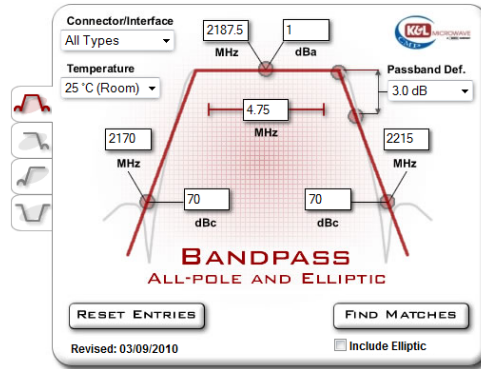 Connector/Interface
All Types
Temperature
25 °C (Room)
2187.5
MHz
1
dBa
K&L MICROWAVE
Passband Def.
3.0 dB
4.75
MHz
2170
MHz
2215
MHz
70
dBc
70
dBc
BANDPASS
ALL-POLE AND ELLIPTIC
RESET ENTRIES
FIND MATCHES
Revised: 03/09/2010
Include Elliptic